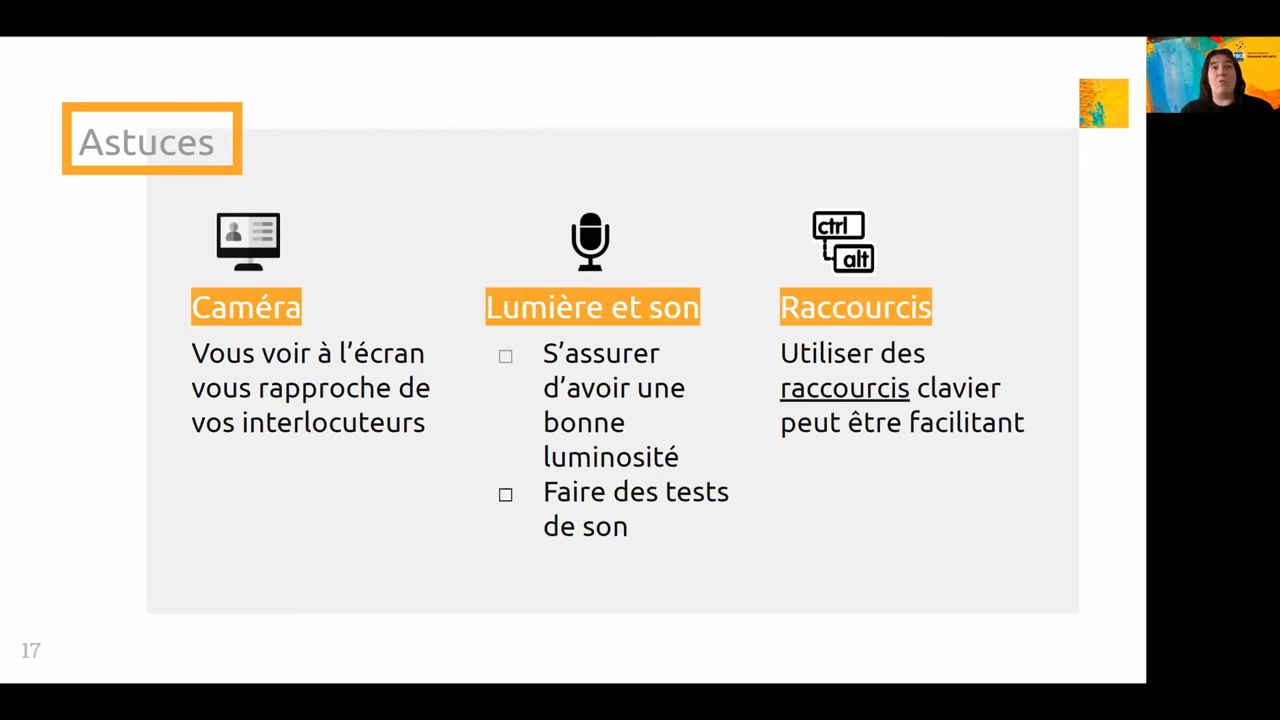 Astuces
ctrl
alt
Caméra
Lumière et son
Raccourcis
Vous voir à l’écran
vous rapproche de
vos interlocuteurs
S’assurer
d’avoir une
bonne
luminosité
Faire des tests
de son
Utiliser des
raccourcis clavier
peut être facilitant
17